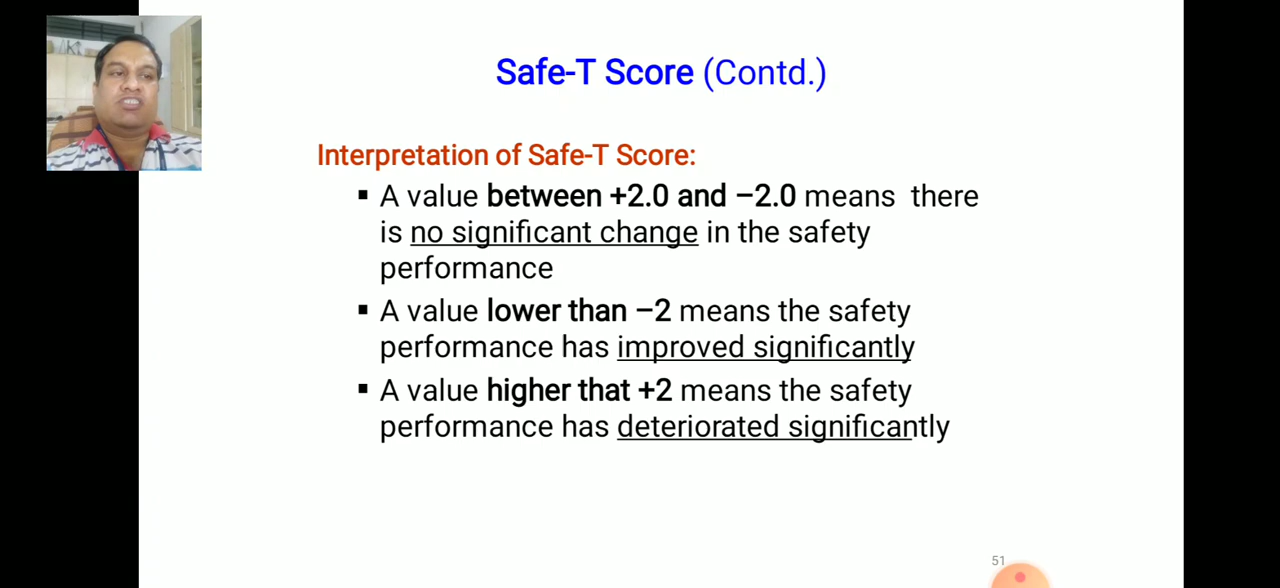 Safe-T Score (Contd.)
Interpretation of Safe-T Score:
▪ A value between +2.0 and −2.0 means there
is no significant change in the safety
performance
▪ A value lower than −2 means the safety
performance has improved significantly
▪ A value higher that +2 means the safety
performance has deteriorated significantly
51